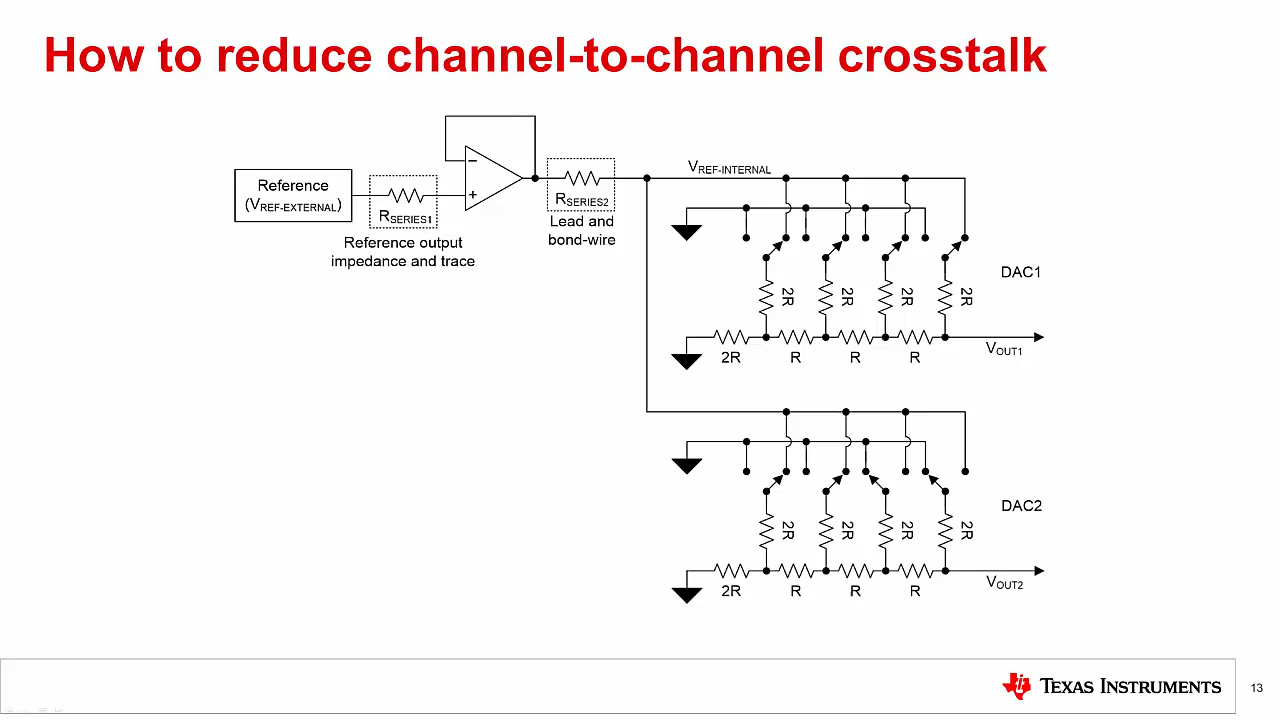 How to reduce channel-to-channel crosstalk
Reference
(VREF-EXTERNAL)
RSERIES1
Reference output
impedance and trace
−
+
RSERIES2
Lead and
bond-wire
VREF-INTERNAL
2R
2R
2R
2R
DAC1
2R
R
R
R
VOUT1
2R
2R
2R
2R
DAC2
2R
R
R
R
VOUT2
TEXAS INSTRUMENTS
13